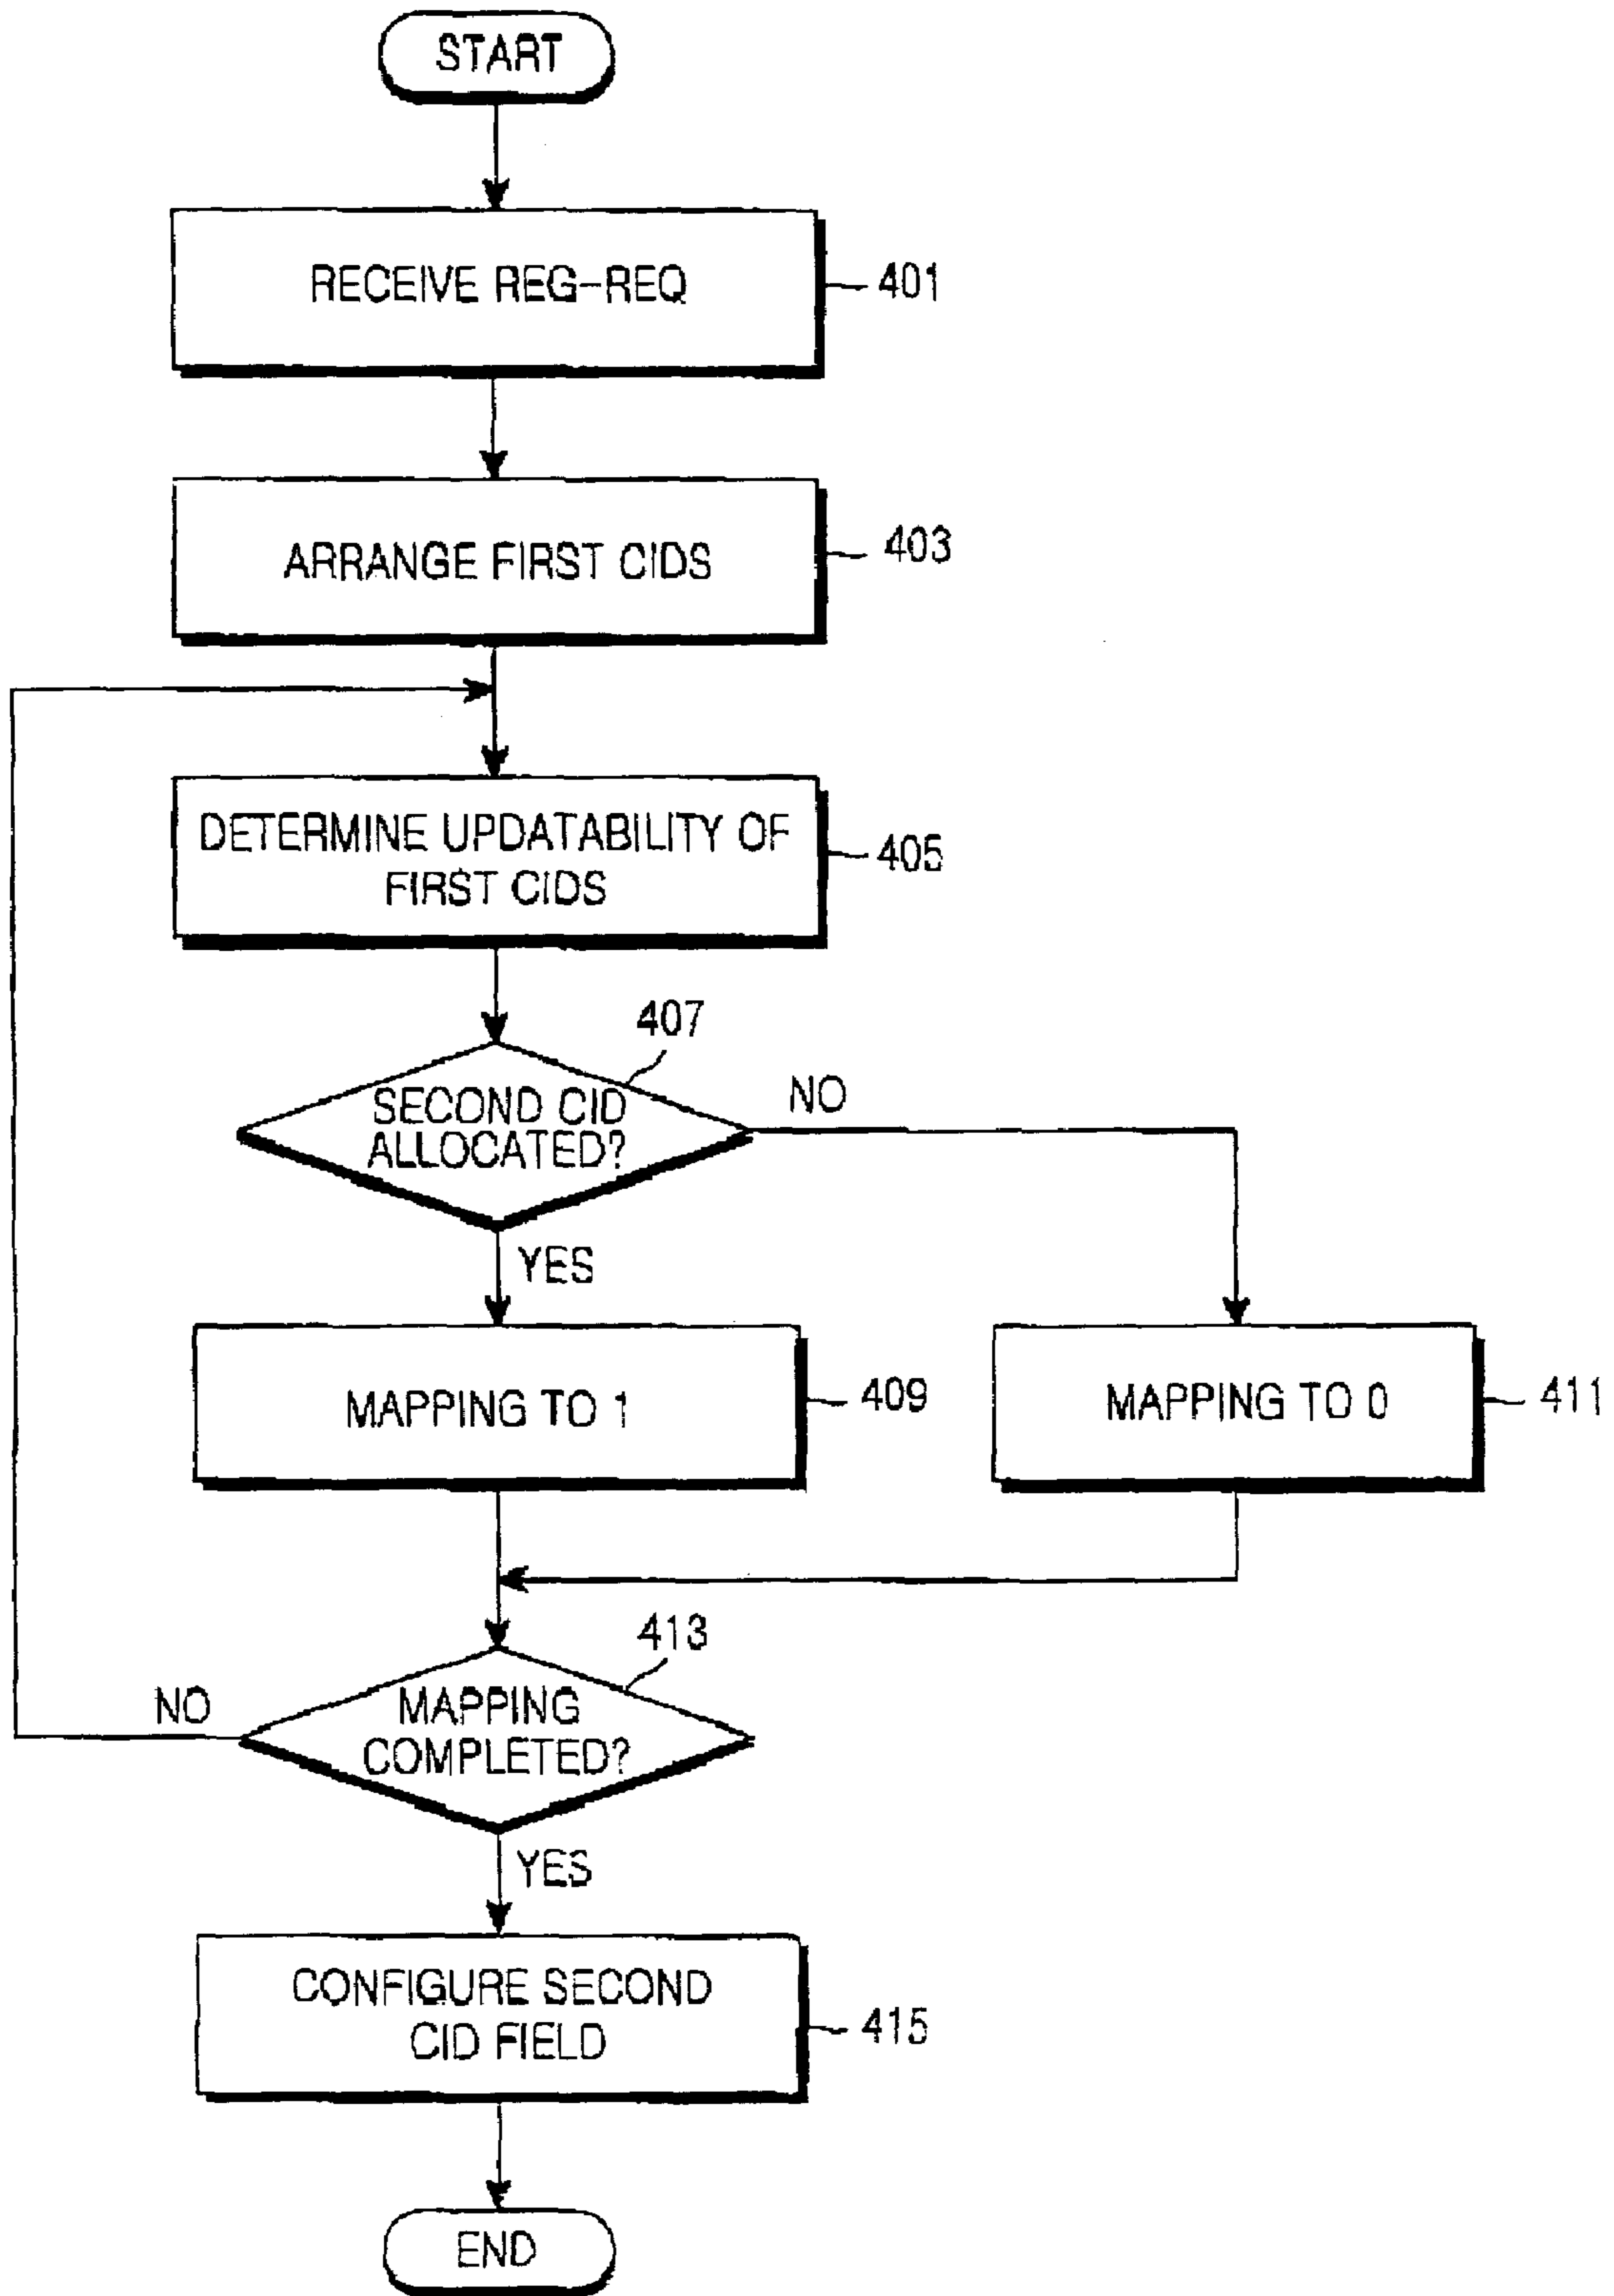 START
RECEIVE REG-REQ
401
ARRANGE FIRST CIDS
403
DETERMINE UPDATABILITY OF
FIRST CIDS
405
407
SECOND CID
ALLOCATED?
NO
YES
MAPPING TO 1
409
MAPPING TO 0
411
413
MAPPING
COMPLETED?
NO
YES
CONFIGURE SECOND
CID FIELD
415
END